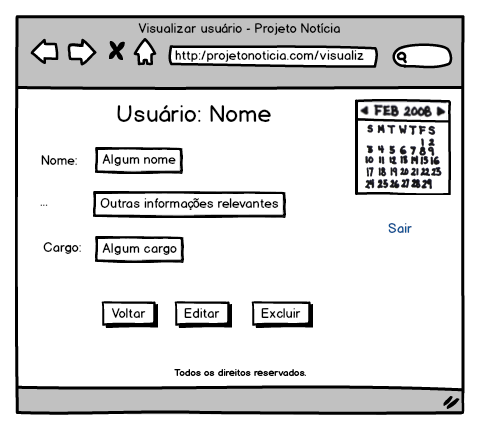 Visualizar usuário - Projeto Notícia
http:/projetonoticia.com/visualiz
Usuário: Nome
FEB 2008
S M T W T F S
1 2
3 4 5 6 7 8 9
10 11 12 13 14 15 16
17 18 19 20 21 22 23
24 25 26 27 28 29
Nome: Algum nome
... Outras informações relevantes
Sair
Cargo: Algum cargo
Voltar Editar Excluir
Todos os direitos reservados.